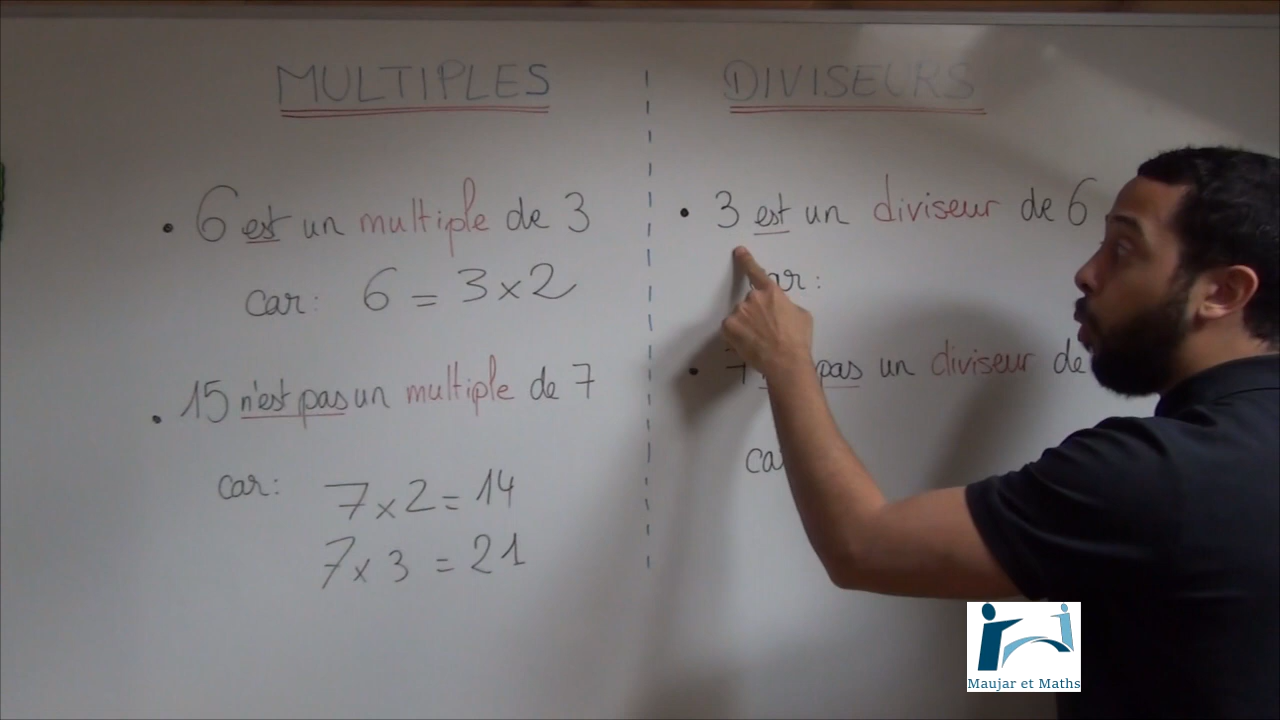 MULTIPLES
• 6 est un multiple de 3
car: 6 = 3 x 2
• 15 n'est pas un multiple de 7
car:
7 x 2 = 14
7 x 3 = 21
DIVISEURS
• 3 est un diviseur de 6
car:
• 7 pas un diviseur de
Maujar et Maths